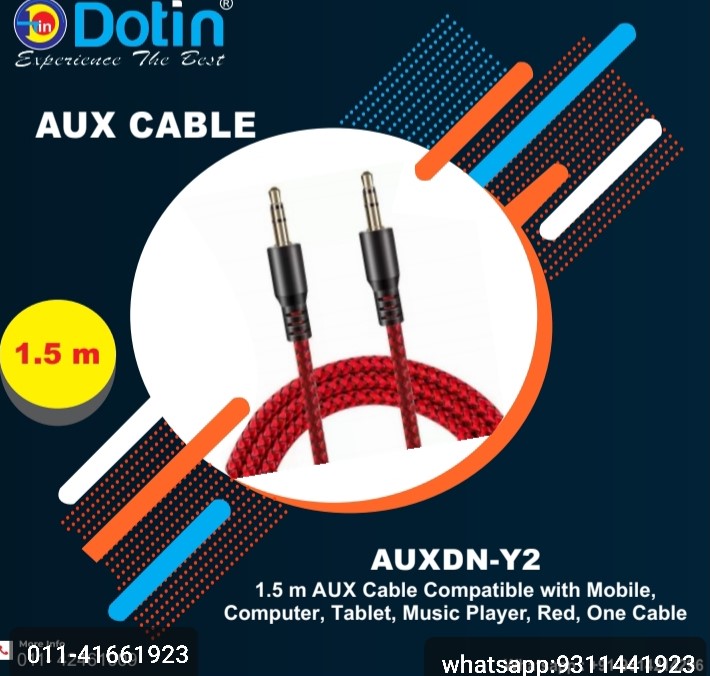 in Dotin®
Experience The Best
AUX CABLE
1.5 m
AUXDN-Y2
1.5 m AUX Cable Compatible with Mobile,
Computer, Tablet, Music Player, Red, One Cable
More Info
011-41661923
whatsapp:9311441923